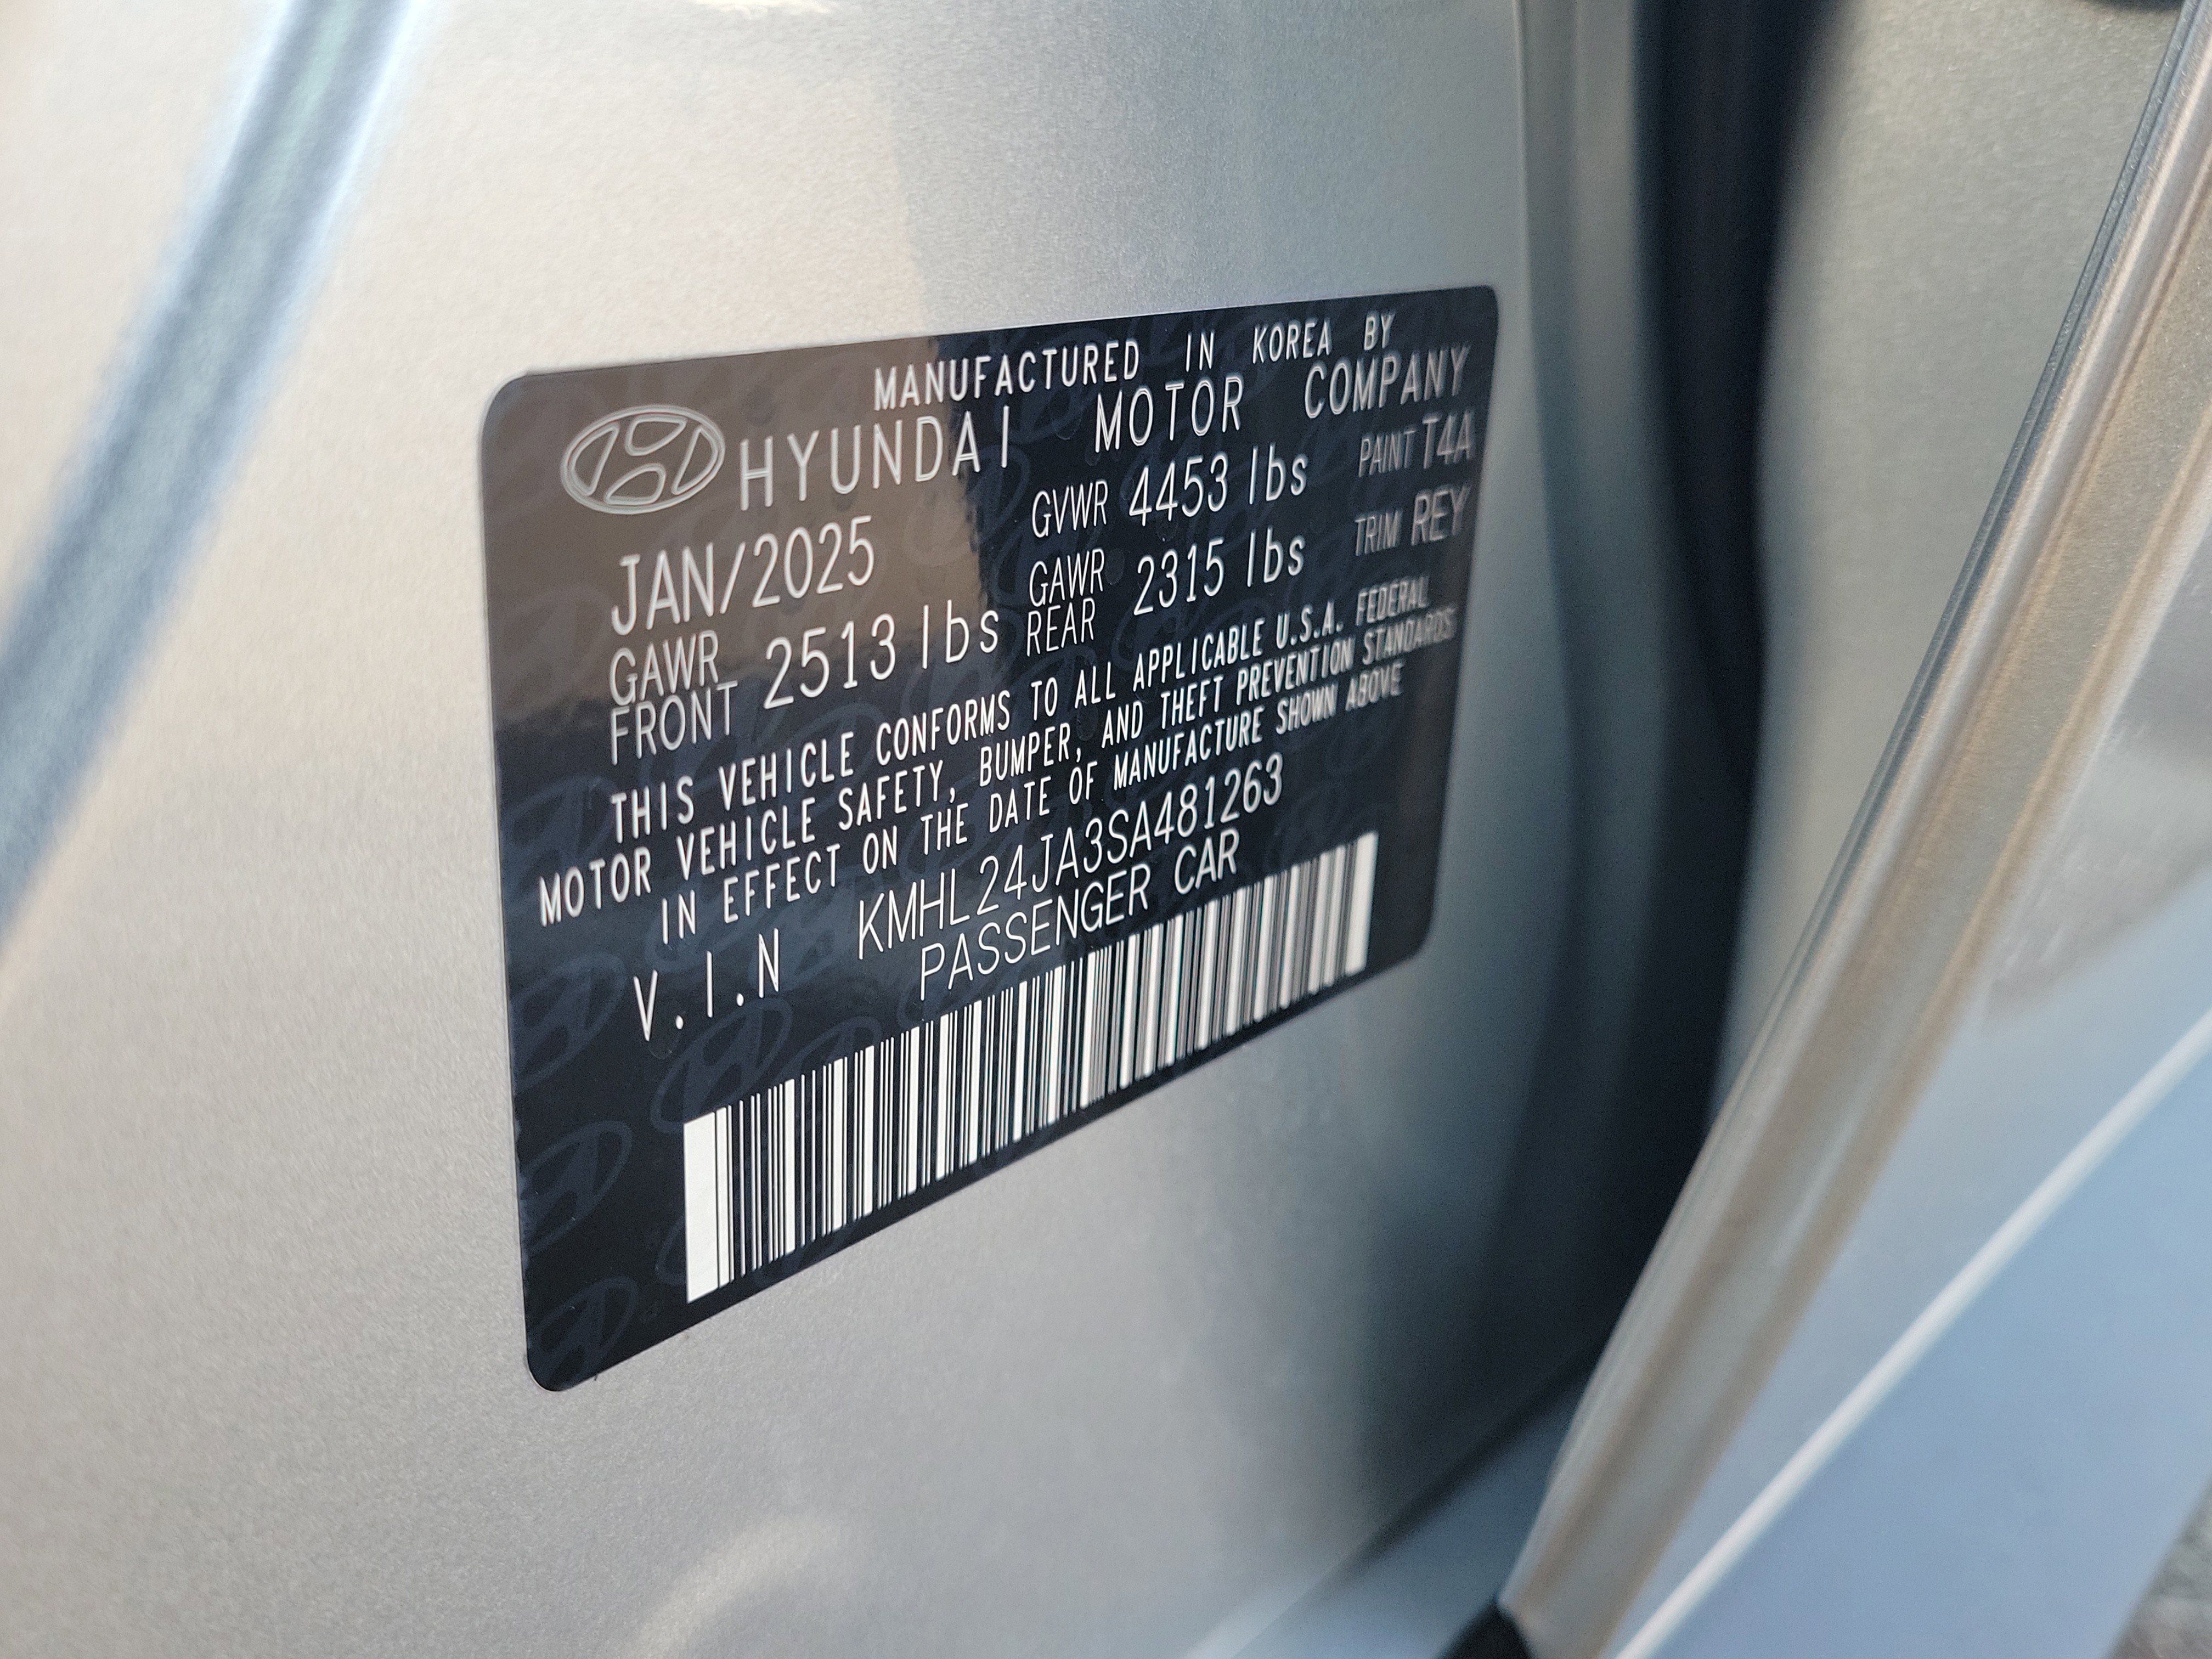 MANUFACTURED IN KOREA BY
HYUNDAI MOTOR COMPANY
JAN/2025 GVWR 4453 lbs PAINT T4A
GAWR FRONT 2513 lbs GAWR REAR 2315 lbs TRIM REY
THIS VEHICLE CONFORMS TO ALL APPLICABLE U.S.A. FEDERAL
MOTOR VEHICLE SAFETY, BUMPER, AND THEFT PREVENTION STANDARDS
IN EFFECT ON THE DATE OF MANUFACTURE SHOWN ABOVE
V.I.N KMHL24JA3SA481263
PASSENGER CAR